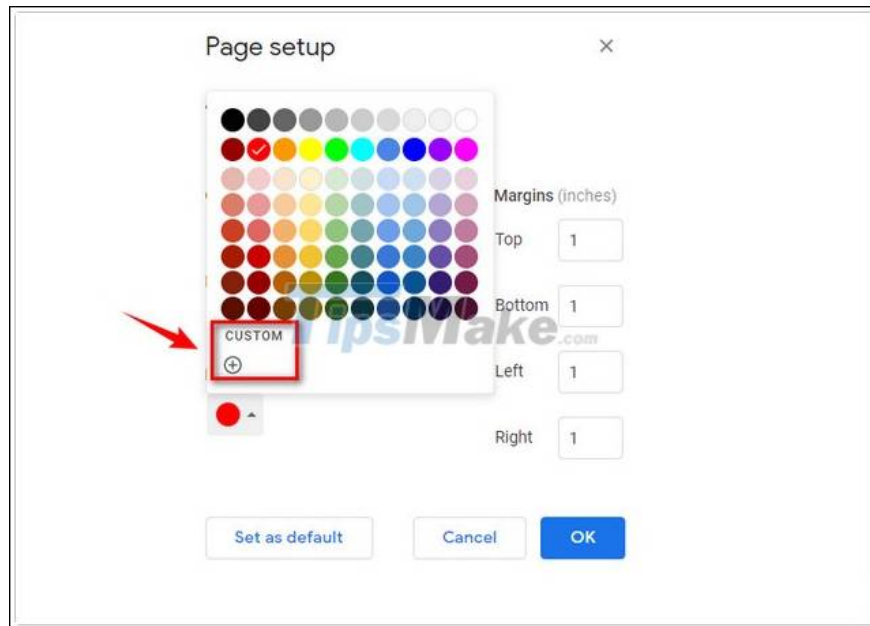 Page setup
Margins (inches)
Top 1
Bottom 1
TipsMake.com
CUSTOM
Left 1
Right 1
Set as default Cancel OK